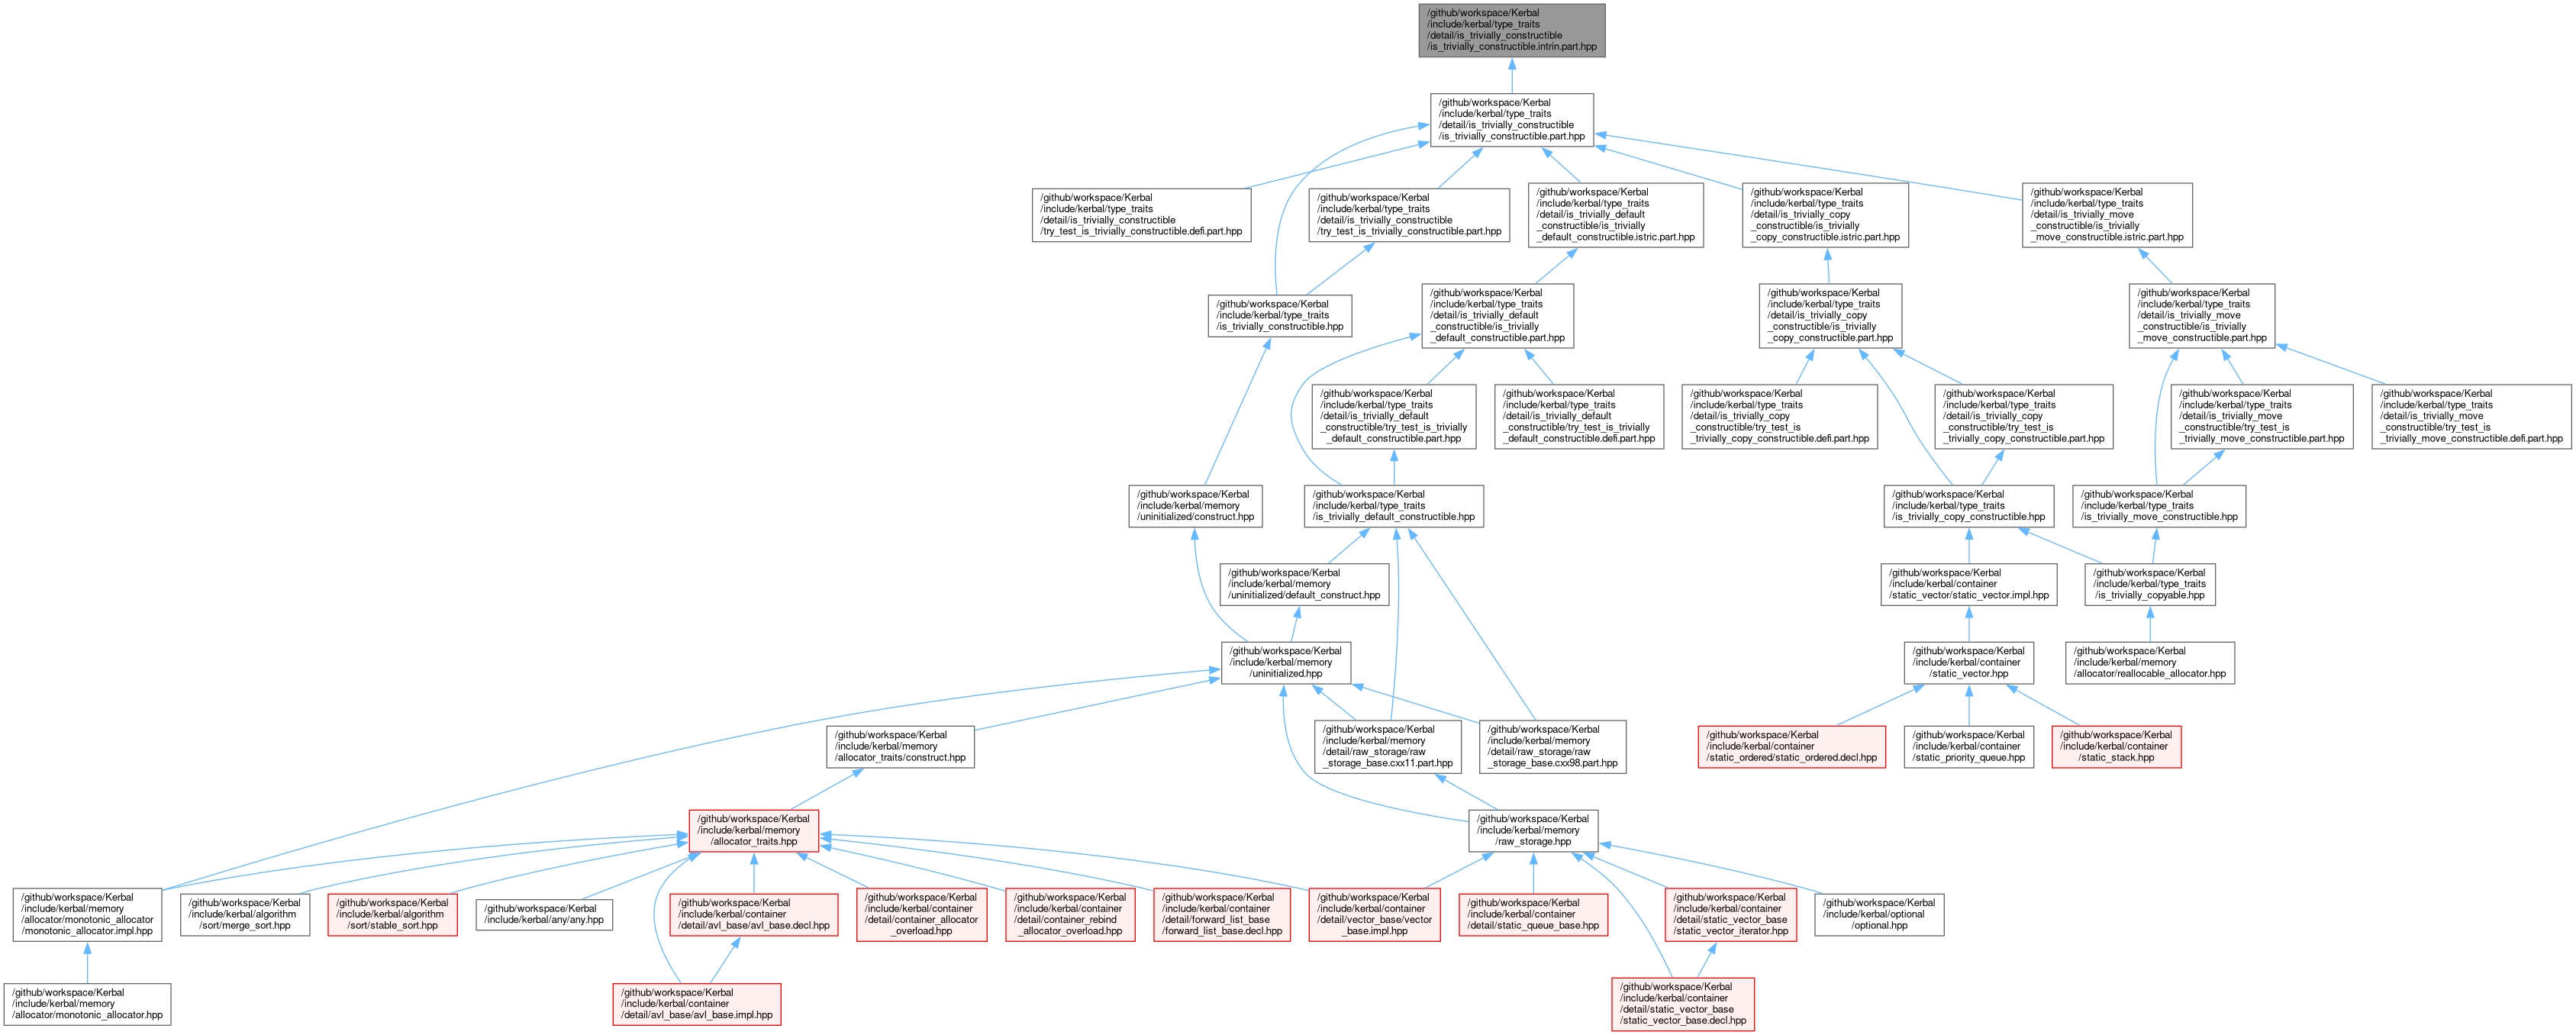 /github/workspace/Kerbal
/include/kerbal/type_traits
/detail/is_trivially_constructible
/is_trivially_constructible.intrin.part.hpp
/github/workspace/Kerbal
/include/kerbal/type_traits
/detail/is_trivially_constructible
/is_trivially_constructible.part.hpp
/github/workspace/Kerbal
/include/kerbal/type_traits
/detail/is_trivially_constructible
/try_test_is_trivially_constructible.defi.part.hpp
/github/workspace/Kerbal
/include/kerbal/type_traits
/detail/is_trivially_constructible
/try_test_is_trivially_constructible.part.hpp
/github/workspace/Kerbal
/include/kerbal/type_traits
/detail/is_trivially_default
_constructible/is_trivially
_default_constructible.istric.part.hpp
/github/workspace/Kerbal
/include/kerbal/type_traits
/detail/is_trivially_copy
_constructible/is_trivially
_copy_constructible.istric.part.hpp
/github/workspace/Kerbal
/include/kerbal/type_traits
/detail/is_trivially_move
_constructible/is_trivially
_move_constructible.istric.part.hpp
/github/workspace/Kerbal
/include/kerbal/type_traits
/is_trivially_constructible.hpp
/github/workspace/Kerbal
/include/kerbal/type_traits
/detail/is_trivially_default
_constructible/is_trivially
_default_constructible.part.hpp
/github/workspace/Kerbal
/include/kerbal/type_traits
/detail/is_trivially_copy
_constructible/is_trivially
_copy_constructible.part.hpp
/github/workspace/Kerbal
/include/kerbal/type_traits
/detail/is_trivially_move
_constructible/is_trivially
_move_constructible.part.hpp
/github/workspace/Kerbal
/include/kerbal/type_traits
/detail/is_trivially_default
_constructible/try_test_is_trivially
_default_constructible.part.hpp
/github/workspace/Kerbal
/include/kerbal/type_traits
/detail/is_trivially_default
_constructible/try_test_is_trivially
_default_constructible.defi.part.hpp
/github/workspace/Kerbal
/include/kerbal/type_traits
/detail/is_trivially_copy
_constructible/try_test_is
_trivially_copy_constructible.defi.part.hpp
/github/workspace/Kerbal
/include/kerbal/type_traits
/detail/is_trivially_copy
_constructible/try_test_is
_trivially_copy_constructible.part.hpp
/github/workspace/Kerbal
/include/kerbal/type_traits
/detail/is_trivially_move
_constructible/try_test_is
_trivially_move_constructible.part.hpp
/github/workspace/Kerbal
/include/kerbal/type_traits
/detail/is_trivially_move
_constructible/try_test_is
_trivially_move_constructible.defi.part.hpp
/github/workspace/Kerbal
/include/kerbal/memory
/uninitialized/construct.hpp
/github/workspace/Kerbal
/include/kerbal/type_traits
/is_trivially_default_constructible.hpp
/github/workspace/Kerbal
/include/kerbal/type_traits
/is_trivially_copy_constructible.hpp
/github/workspace/Kerbal
/include/kerbal/type_traits
/is_trivially_move_constructible.hpp
/github/workspace/Kerbal
/include/kerbal/memory
/uninitialized/default_construct.hpp
/github/workspace/Kerbal
/include/kerbal/container
/static_vector/static_vector.impl.hpp
/github/workspace/Kerbal
/include/kerbal/type_traits
/is_trivially_copyable.hpp
/github/workspace/Kerbal
/include/kerbal/memory
/uninitialized.hpp
/github/workspace/Kerbal
/include/kerbal/container
/static_vector.hpp
/github/workspace/Kerbal
/include/kerbal/memory
/allocator/reallocable_allocator.hpp
/github/workspace/Kerbal
/include/kerbal/memory
/allocator_traits/construct.hpp
/github/workspace/Kerbal
/include/kerbal/memory
/detail/raw_storage/raw
_storage_base.cxx11.part.hpp
/github/workspace/Kerbal
/include/kerbal/memory
/detail/raw_storage/raw
_storage_base.cxx98.part.hpp
/github/workspace/Kerbal
/include/kerbal/container
/static_ordered/static_ordered.decl.hpp
/github/workspace/Kerbal
/include/kerbal/container
/static_priority_queue.hpp
/github/workspace/Kerbal
/include/kerbal/container
/static_stack.hpp
/github/workspace/Kerbal
/include/kerbal/memory
/allocator_traits.hpp
/github/workspace/Kerbal
/include/kerbal/memory
/raw_storage.hpp
/github/workspace/Kerbal
/include/kerbal/memory
/allocator/monotonic_allocator
/monotonic_allocator.impl.hpp
/github/workspace/Kerbal
/include/kerbal/algorithm
/sort/merge_sort.hpp
/github/workspace/Kerbal
/include/kerbal/algorithm
/sort/stable_sort.hpp
/github/workspace/Kerbal
/include/kerbal/any/any.hpp
/github/workspace/Kerbal
/include/kerbal/container
/detail/avl_base/avl_base.decl.hpp
/github/workspace/Kerbal
/include/kerbal/container
/detail/container_allocator
_overload.hpp
/github/workspace/Kerbal
/include/kerbal/container
/detail/container_rebind
_allocator_overload.hpp
/github/workspace/Kerbal
/include/kerbal/container
/detail/forward_list_base
/forward_list_base.decl.hpp
/github/workspace/Kerbal
/include/kerbal/container
/detail/vector_base/vector
_base.impl.hpp
/github/workspace/Kerbal
/include/kerbal/container
/detail/static_queue_base.hpp
/github/workspace/Kerbal
/include/kerbal/container
/detail/static_vector_base
/static_vector_iterator.hpp
/github/workspace/Kerbal
/include/kerbal/optional
/optional.hpp
/github/workspace/Kerbal
/include/kerbal/memory
/allocator/monotonic_allocator.hpp
/github/workspace/Kerbal
/include/kerbal/container
/detail/avl_base/avl_base.impl.hpp
/github/workspace/Kerbal
/include/kerbal/container
/detail/static_vector_base
/static_vector_base.decl.hpp